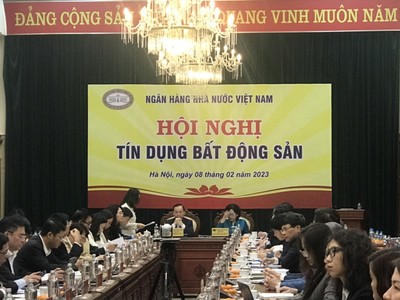 ĐẢNG CỘNG SẢN
QUANG VINH MUÔN NĂM
NGÂN HÀNG NHÀ NƯỚC VIỆT NAM
HỘI NGHỊ
TÍN DỤNG BẤT ĐỘNG SẢN
Hà Nội, ngày 08 tháng 02 năm 2023